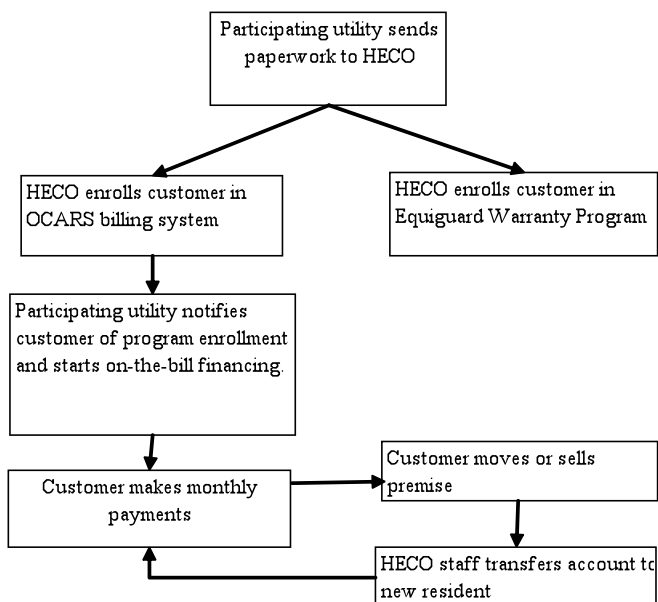 Participating utility sends
paperwork to HECO
HECO enrolls customer in
OCARS billing system
HECO enrolls customer in
Equiguard Warranty Program
Participating utility notifies
customer of program enrollment
and starts on-the-bill financing.
Customer makes monthly
payments
Customer moves or sells
premise
HECO staff transfers account to
new resident